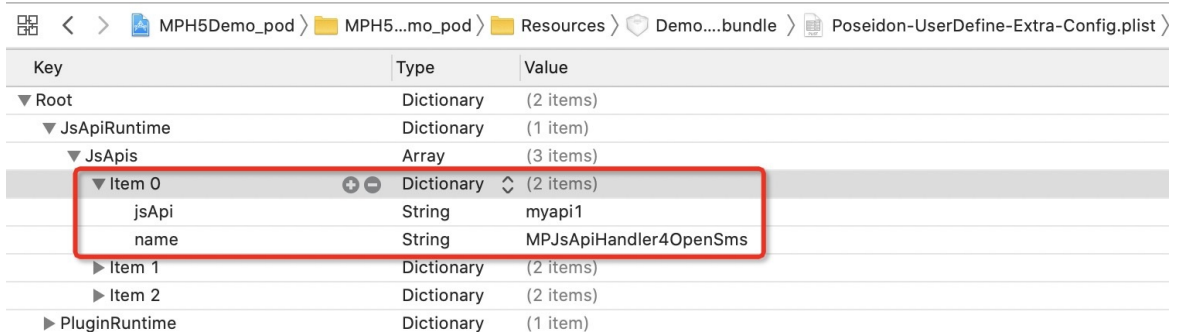 MPH5Demo_pod 〉 MPH5...mo_pod 〉 Resources 〉 Demo....bundle 〉 Poseidon-UserDefine-Extra-Config.plist 〉
Key Type Value
Root Dictionary (2 items)
JsApiRuntime Dictionary (1 item)
JsApis Array (3 items)
Item 0 Dictionary (2 items)
jsApi String myapi1
name String MPJsApiHandler4OpenSms
Item 1 Dictionary (2 items)
Item 2 Dictionary (2 items)
PluginRuntime Dictionary (1 item)